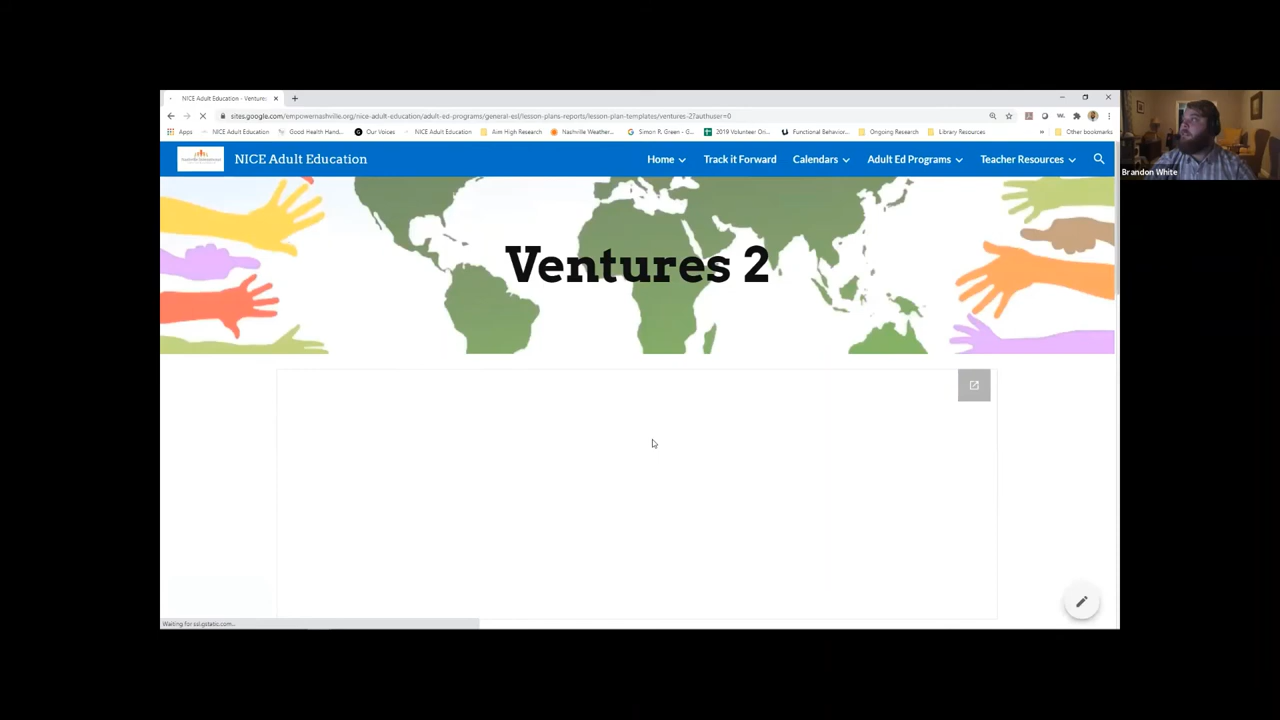 NICE Adult Education - Venture:
sites.google.com/empowernashville.org/nice-adult-education/adult-ed-programs/general-esl/lesson-plans-reports/lesson-plan-templates/ventures-2?authuser=0
Apps NICE Adult Education Good Health Hand... Our Voices NICE Adult Education Aim High Research Nashville Weather... Simon R. Green - G... 2019 Volunteer Ori... Functional Behavior... Ongoing Research Library Resources » Other bookmarks
NICE Adult Education Home Track it Forward Calendars Adult Ed Programs Teacher Resources
Brandon White
Ventures 2
Waiting for ssl.gstatic.com...